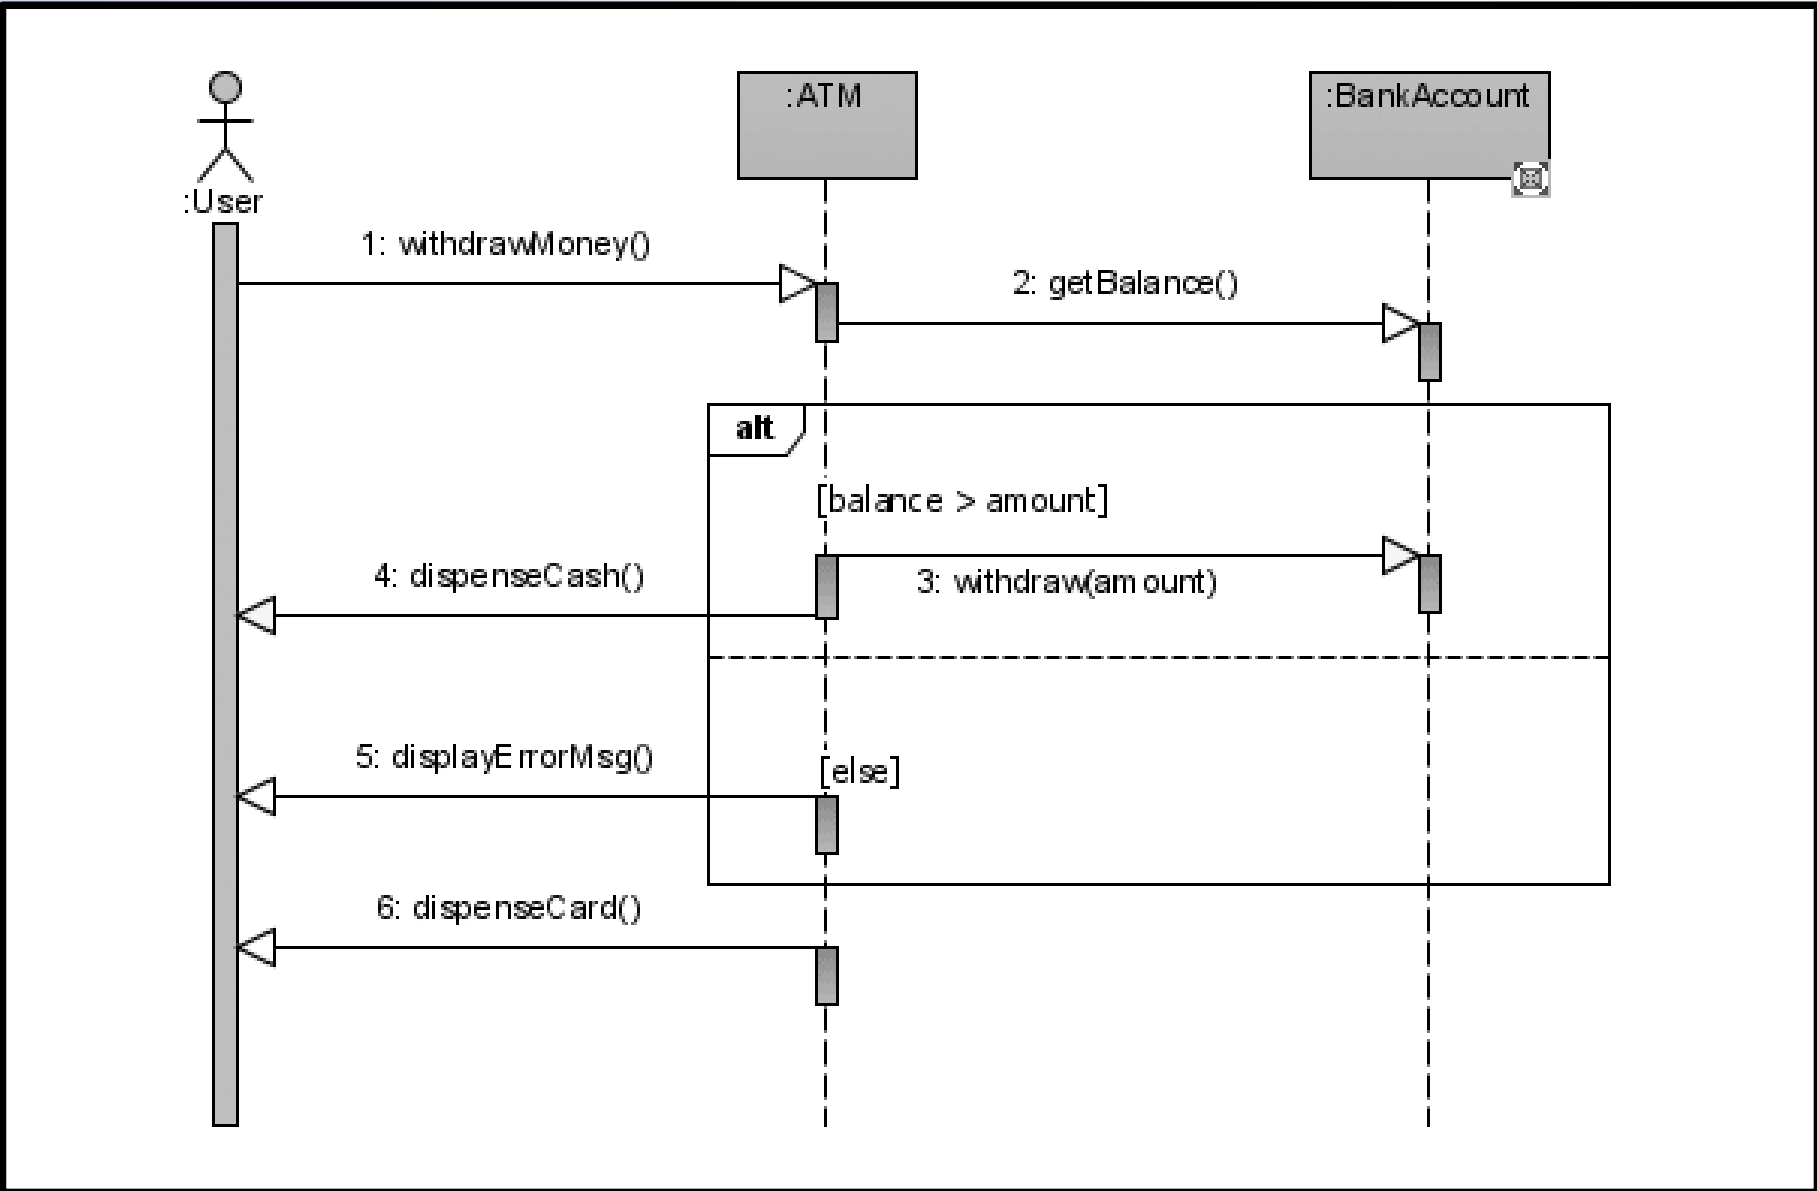 :ATM
:BankAccount
:User
1: withdrawMoney()
2: getBalance()
alt
[balance > amount]
4: dispenseCash()
3: withdraw(amount)
5: displayErrorMsg()
[else]
6: dispenseCard()